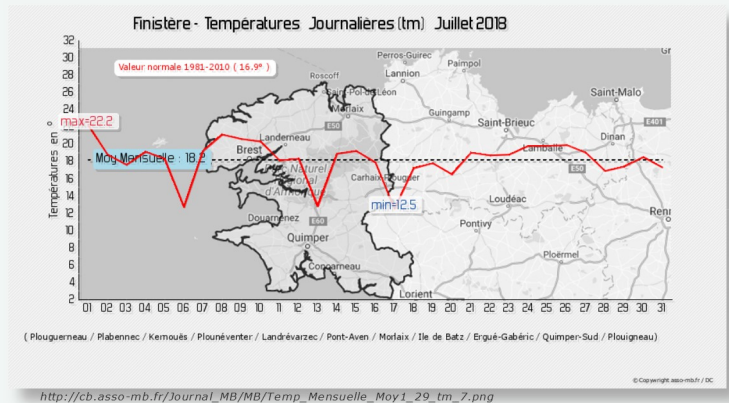 Finistère - Températures Journalières (tm) Juillet 2013
Valeur normale 1981-2010 ( 16.9° )
Températures en °
32
30
28
26
24
22
20
18
16
14
12
10
8
6
4
2
max=22.2
Moy Mensuelle : 18.2
min=12.5
Perros-Guirec
Paimpol
Lannion
Roscoff
Saint-Pol-de-Léon
Morlaix
Saint-Malo
Guingamp
Saint-Brieuc
E50
E401
Landerneau
Dinan
Brest
Lamballe
E50
Naturel
Carhaix-Plouguer
d'Armorique
Loudéac
Douarnenez
E60
Pontivy
Quimper
Ploërmel
Concarneau
Lorient
01 02 03 04 05 06 07 08 09 10 11 12 13 14 15 16 17 18 19 20 21 22 23 24 25 26 27 28 29 30 31
( Plouguerneau / Plabennec / Kernouës / Plounéventer / Landrévarzec / Pont-Aven / Morlaix / Ile de Batz / Ergué-Gabéric / Quimper-Sud / Plouigneau)
© Copyright asso-mb.fr / DC
http://cb.asso-mb.fr/Journal_MB/MB/Temp_Mensuelle_Moy1_29_tm_7.png